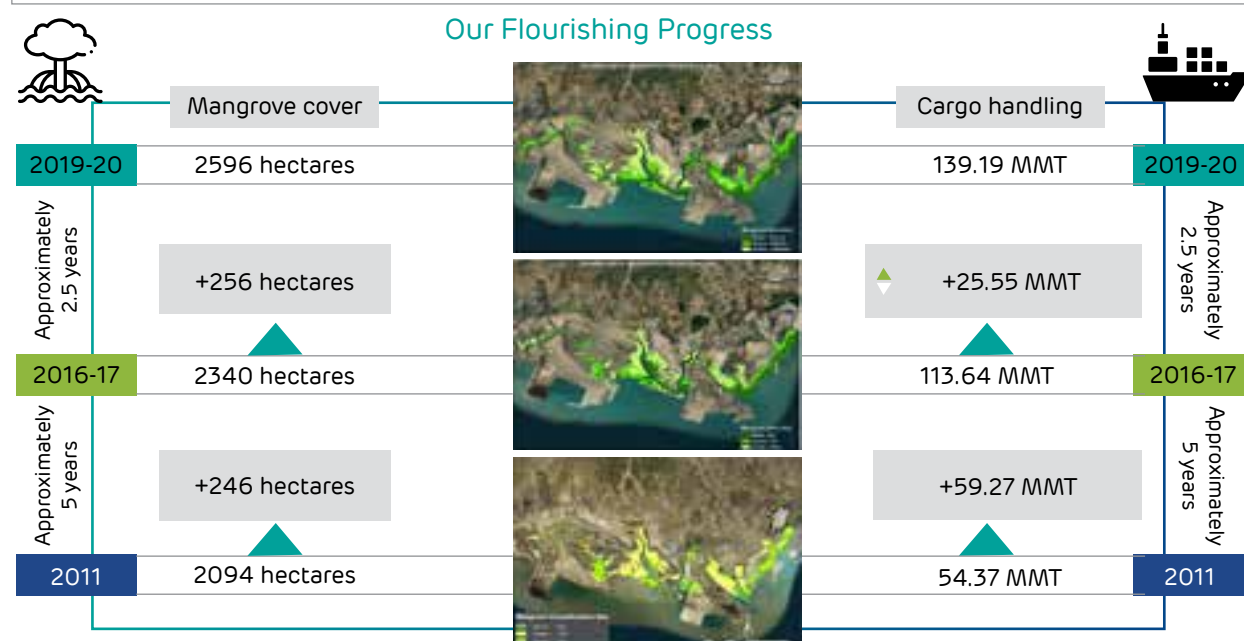 Our Flourishing Progress
Mangrove cover
Cargo handling
2019-20
2596 hectares
139.19 MMT
2019-20
Approximately
2.5 years
+256 hectares
+25.55 MMT
Approximately
2.5 years
2016-17
2340 hectares
113.64 MMT
2016-17
Approximately
5 years
+246 hectares
+59.27 MMT
Approximately
5 years
2011
2094 hectares
54.37 MMT
2011